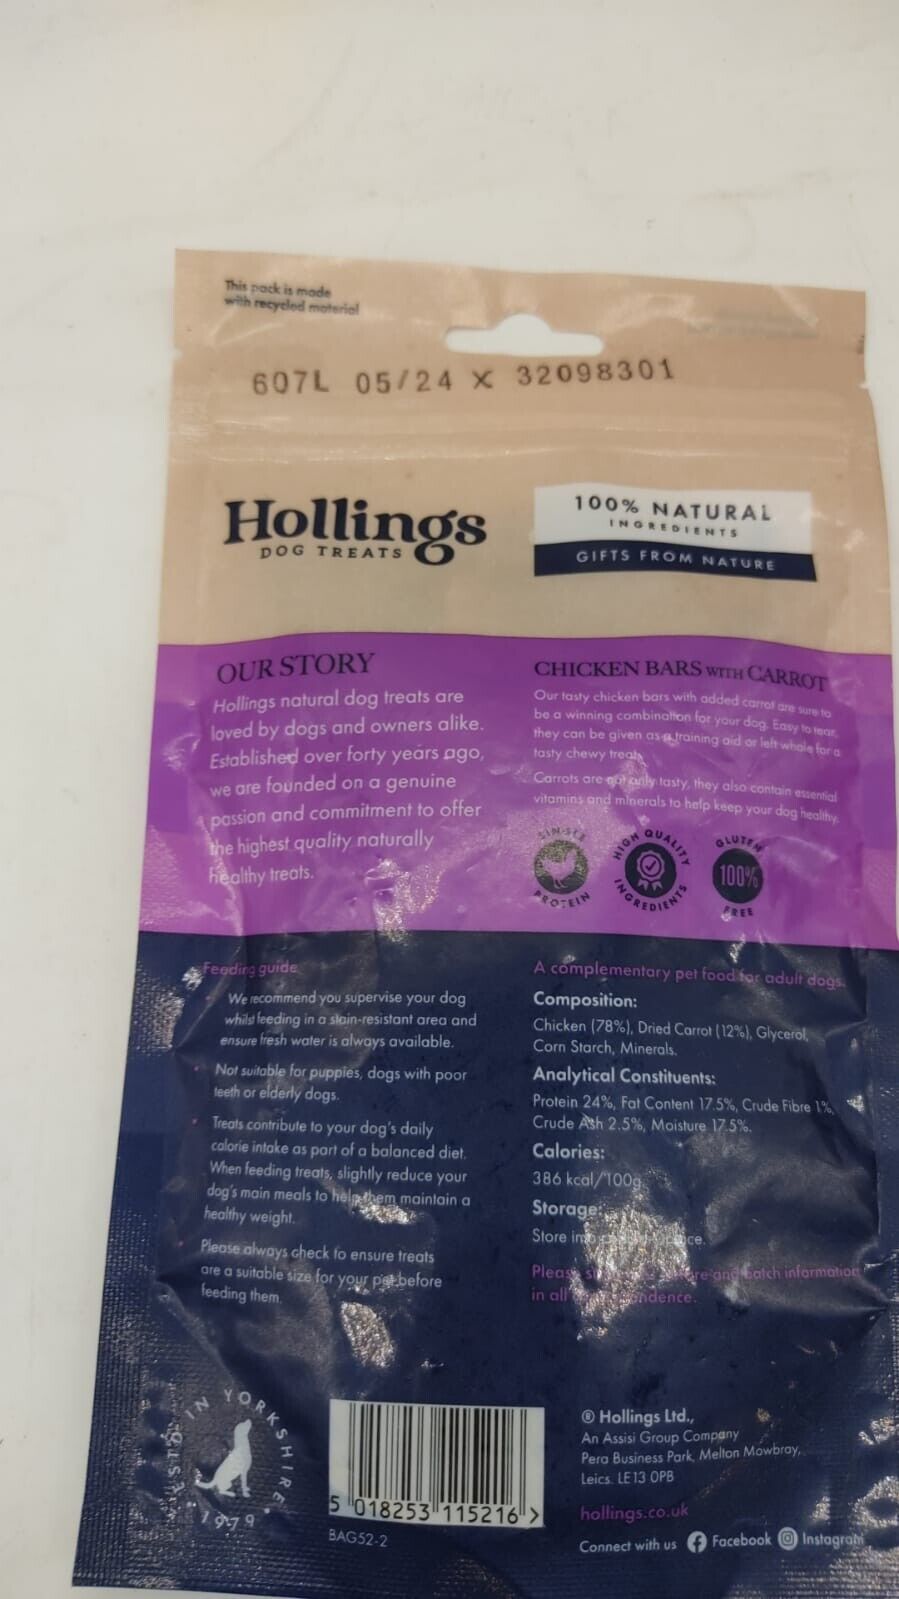 This pack is made
with recycled material
607L 05/24 X 32098301
Hollings
DOG TREATS
100% NATURAL
INGREDIENTS
GIFTS FROM NATURE
OUR STORY
Hollings natural dog treats are
loved by dogs and owners alike.
Established over forty years ago,
we are founded on a genuine
passion and commitment to offer
the highest quality naturally
healthy treats.
CHICKEN BARS WITH CARROT
Our tasty chicken bars with added carrot are sure to
be a winning combination for your dog. Easy to tear,
they can be given as a training aid or left whole for a
tasty chewy treat.
Carrots are not only tasty, they also contain essential
vitamins and minerals to help keep your dog healthy.
SINGLE
PROTEIN
HIGH QUALITY
INGREDIENTS
GLUTEN
100%
FREE
Feeding guide
We recommend you supervise your dog
whilst feeding in a stain-resistant area and
ensure fresh water is always available.
Not suitable for puppies, dogs with poor
teeth or elderly dogs.
Treats contribute to your dog's daily
calorie intake as part of a balanced diet.
When feeding treats, slightly reduce your
dog's main meals to help them maintain a
healthy weight.
Please always check to ensure treats
are a suitable size for your pet before
feeding them.
A complementary pet food for adult dogs.
Composition:
Chicken (78%), Dried Carrot (12%), Glycerol,
Corn Starch, Minerals.
Analytical Constituents:
Protein 24%, Fat Content 17.5%, Crude Fibre 1%,
Crude Ash 2.5%, Moisture 17.5%.
Calories:
386 kcal/100g.
Storage:
Store in
Please and batch information
in all
ESTD IN YORKSHIRE
1979
5 018253 115216 >
BAG52-2
® Hollings Ltd.,
An Assisi Group Company
Pera Business Park, Melton Mowbray,
Leics. LE13 0PB
hollings.co.uk
Connect with us Facebook Instagram